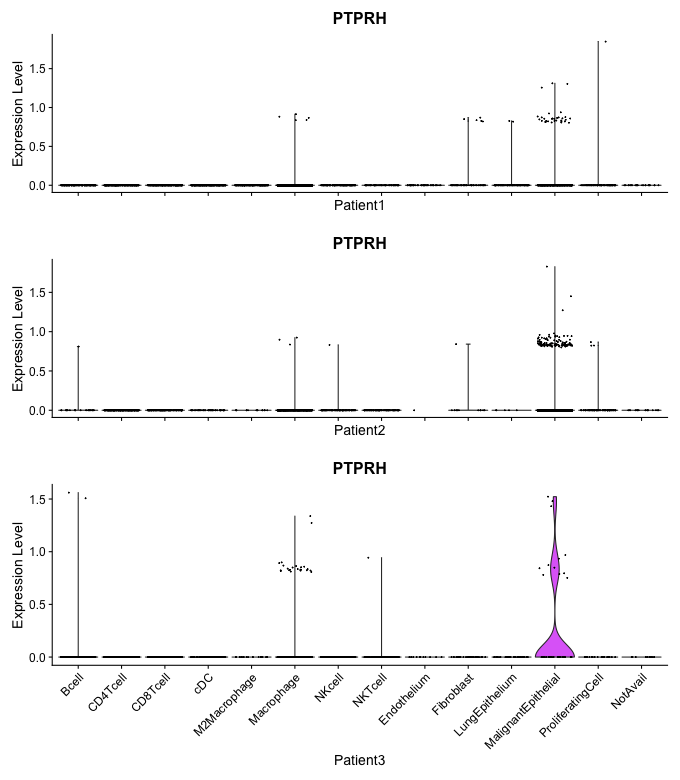 PTPRH
Expression Level
1.5
1.0
0.5
0.0
Patient1
PTPRH
Expression Level
1.5
1.0
0.5
0.0
Patient2
PTPRH
Expression Level
1.5
1.0
0.5
0.0
Bcell
CD4Tcell
CD8Tcell
cDC
M2Macrophage
Macrophage
NKcell
NKTcell
Endothelium
Fibroblast
LungEpithelium
MalignantEpithelial
ProliferatingCell
NotAvail
Patient3